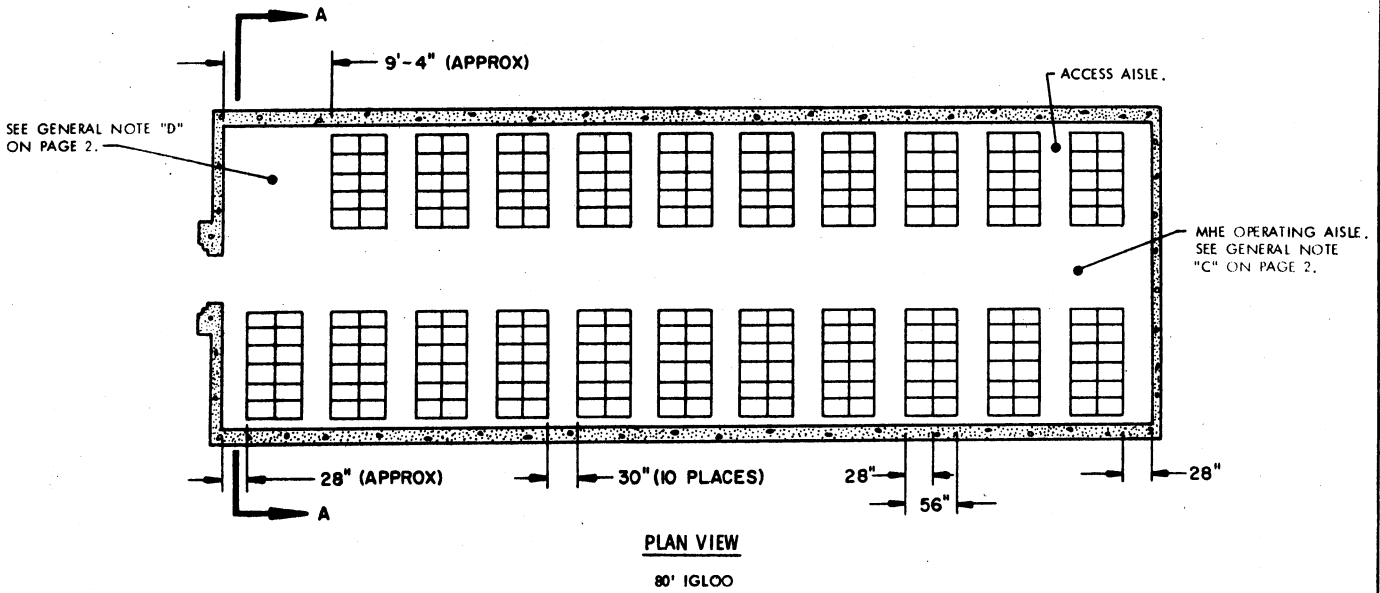 A
9'-4" (APPROX)
ACCESS AISLE.
SEE GENERAL NOTE "D"
ON PAGE 2.
MHE OPERATING AISLE.
SEE GENERAL NOTE
"C" ON PAGE 2.
28" (APPROX)
30" (10 PLACES)
28"
28"
56"
A
PLAN VIEW
80' IGLOO